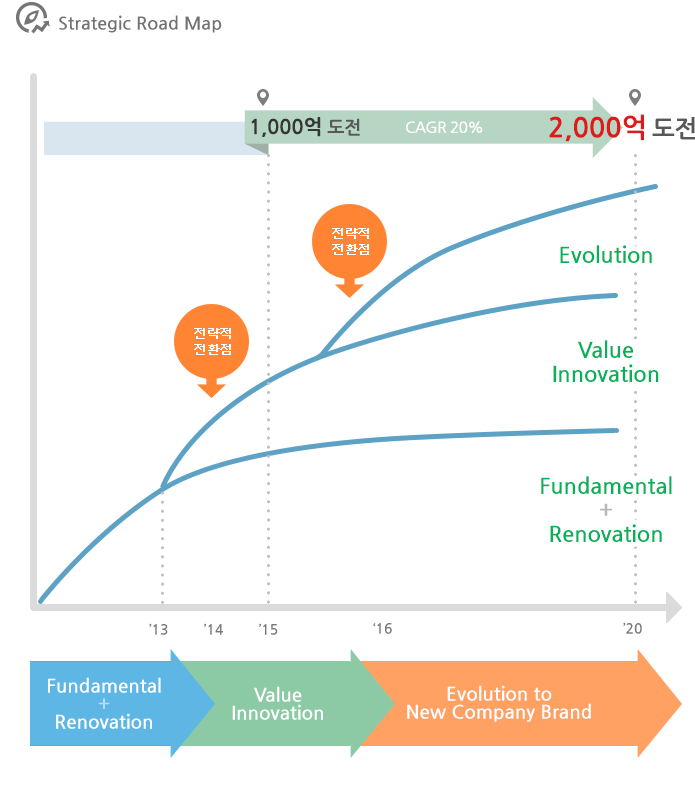 Strategic Road Map
1,000억 도전
CAGR 20%
2,000억 도전
전략적
전환점
전략적
전환점
Evolution
Value
Innovation
Fundamental
+
Renovation
’13
’14
’15
‘16
’20
Fundamental
+
Renovation
Value
Innovation
Evolution to
New Company Brand